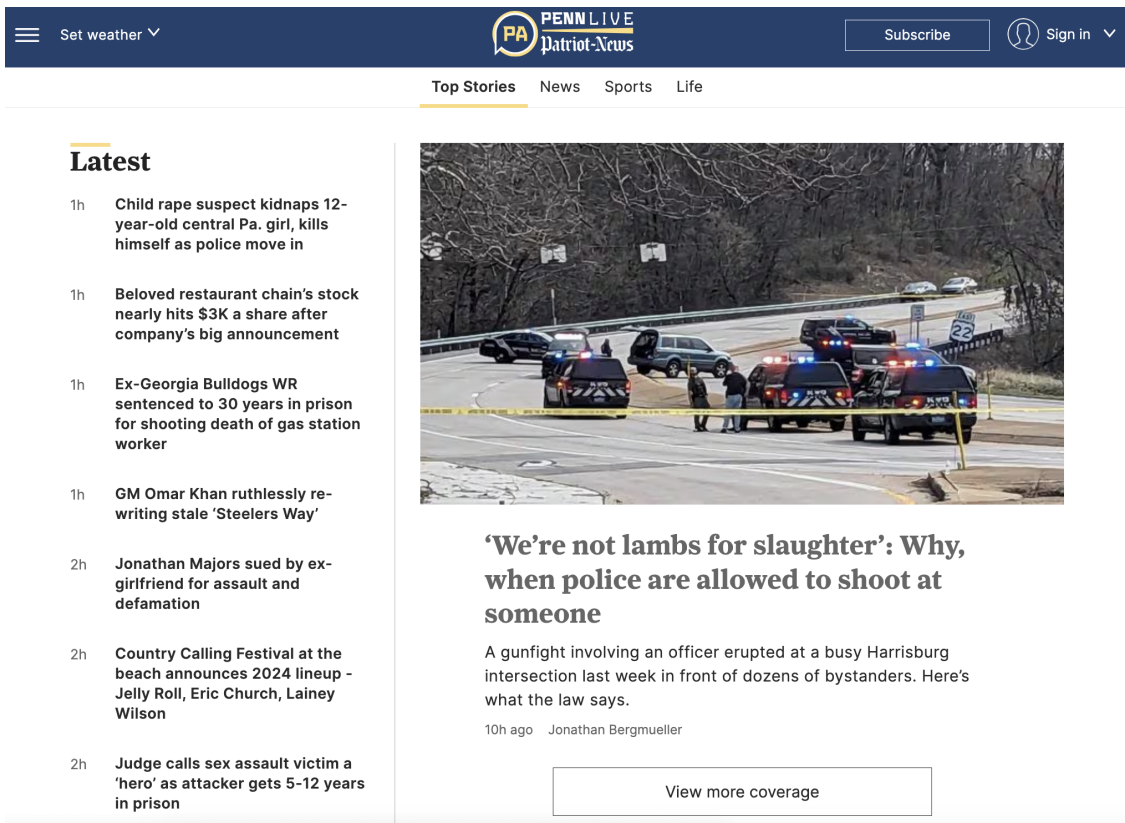 Set weather
PA
PENNLIVE
Patriot-News
Subscribe
Sign in
Top Stories
News
Sports
Life
Latest
1h
Child rape suspect kidnaps 12-
year-old central Pa. girl, kills
himself as police move in
1h
Beloved restaurant chain’s stock
nearly hits $3K a share after
company’s big announcement
1h
Ex-Georgia Bulldogs WR
sentenced to 30 years in prison
for shooting death of gas station
worker
1h
GM Omar Khan ruthlessly re-
writing stale ‘Steelers Way’
2h
Jonathan Majors sued by ex-
girlfriend for assault and
defamation
2h
Country Calling Festival at the
beach announces 2024 lineup -
Jelly Roll, Eric Church, Lainey
Wilson
2h
Judge calls sex assault victim a
‘hero’ as attacker gets 5-12 years
in prison
EAST
22
‘We’re not lambs for slaughter’: Why,
when police are allowed to shoot at
someone
A gunfight involving an officer erupted at a busy Harrisburg
intersection last week in front of dozens of bystanders. Here’s
what the law says.
10h ago
Jonathan Bergmueller
View more coverage